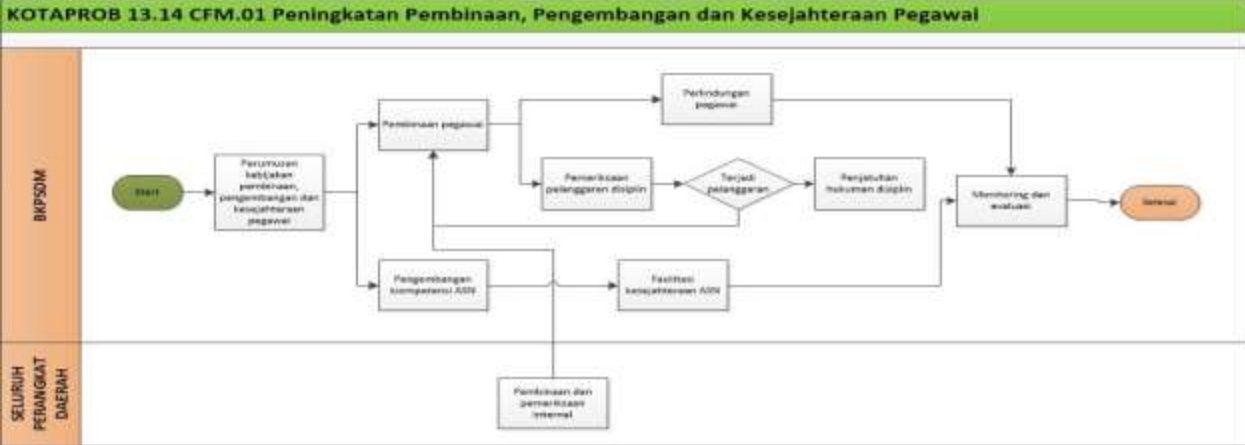 KOTAPROB 13.14 CFM.01 Peningkatan Pembinaan, Pengembangan dan Kesejahteraan Pegawai
BKPSDM
Start
Perumusan
kebijakan
pembinaan,
pengembangan dan
kesejahteraan
pegawai
Pembinaan pegawai
Perlindungan
pegawai
Pemeriksaan
pelanggaran disiplin
Terjadi
pelanggaran
Penjatuhan
hukuman disiplin
Monitoring dan
evaluasi
Selesai
Pengembangan
kompetensi ASN
Fasilitasi
kesejahteraan ASN
SELURUH
PERANGKAT
DAERAH
Pembinaan dan
pemeriksaan
internal